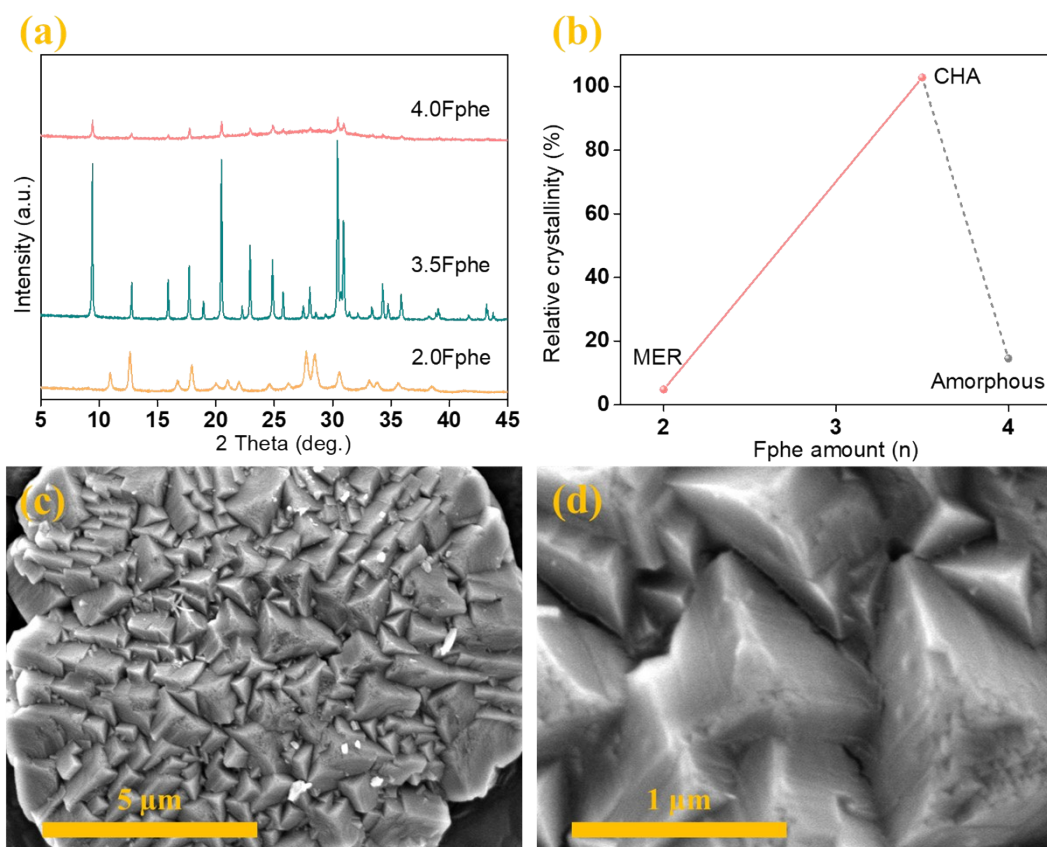 (a)
4.0Fphe
3.5Fphe
2.0Fphe
Intensity (a.u.)
5 10 15 20 25 30 35 40 45
2 Theta (deg.)
(b)
100
80
60
40
20
0
Relative crystallinity (%)
CHA
MER
Amorphous
2 3 4
Fphe amount (n)
(c)
5 μm
(d)
1 μm